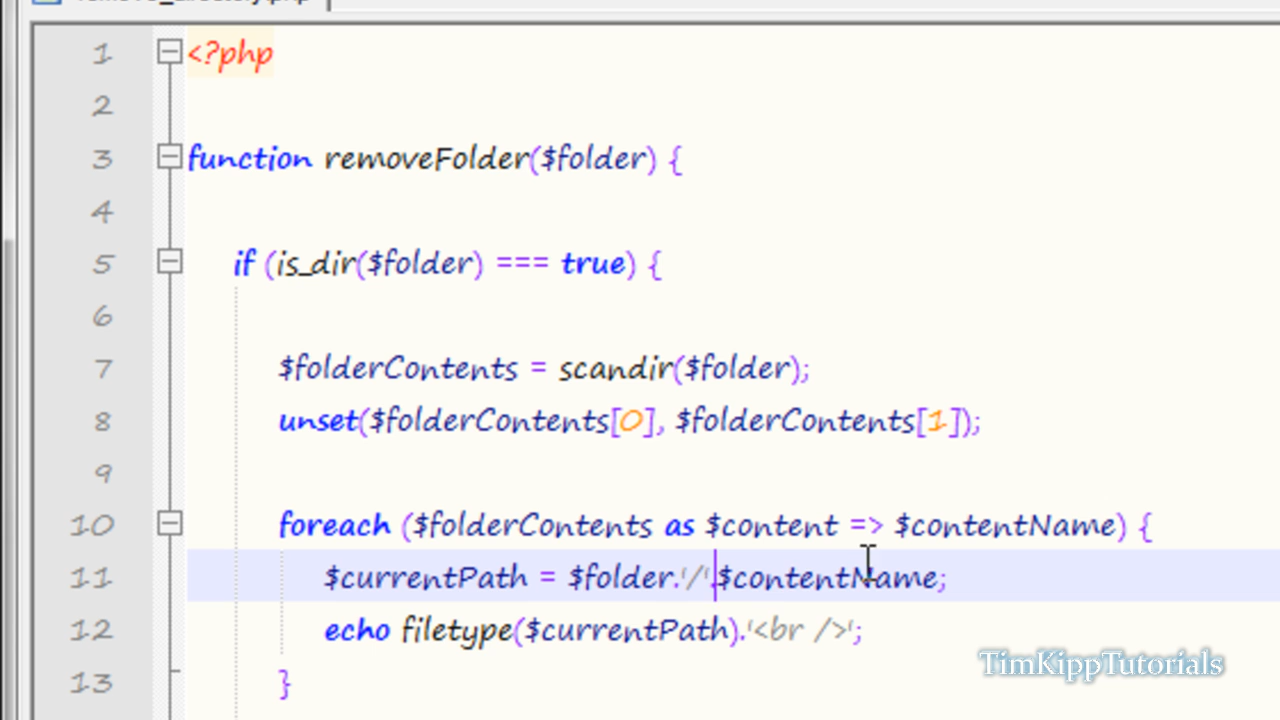 remove_directory.php
1 <?php
2
3 function removeFolder($folder) {
4
5 if (is_dir($folder) === true) {
6
7 $folderContents = scandir($folder);
8 unset($folderContents[0], $folderContents[1]);
9
10 foreach ($folderContents as $content => $contentName) {
11 $currentPath = $folder.'/'.$contentName;
12 echo filetype($currentPath).'<br />';
13 }
TimKippTutorials